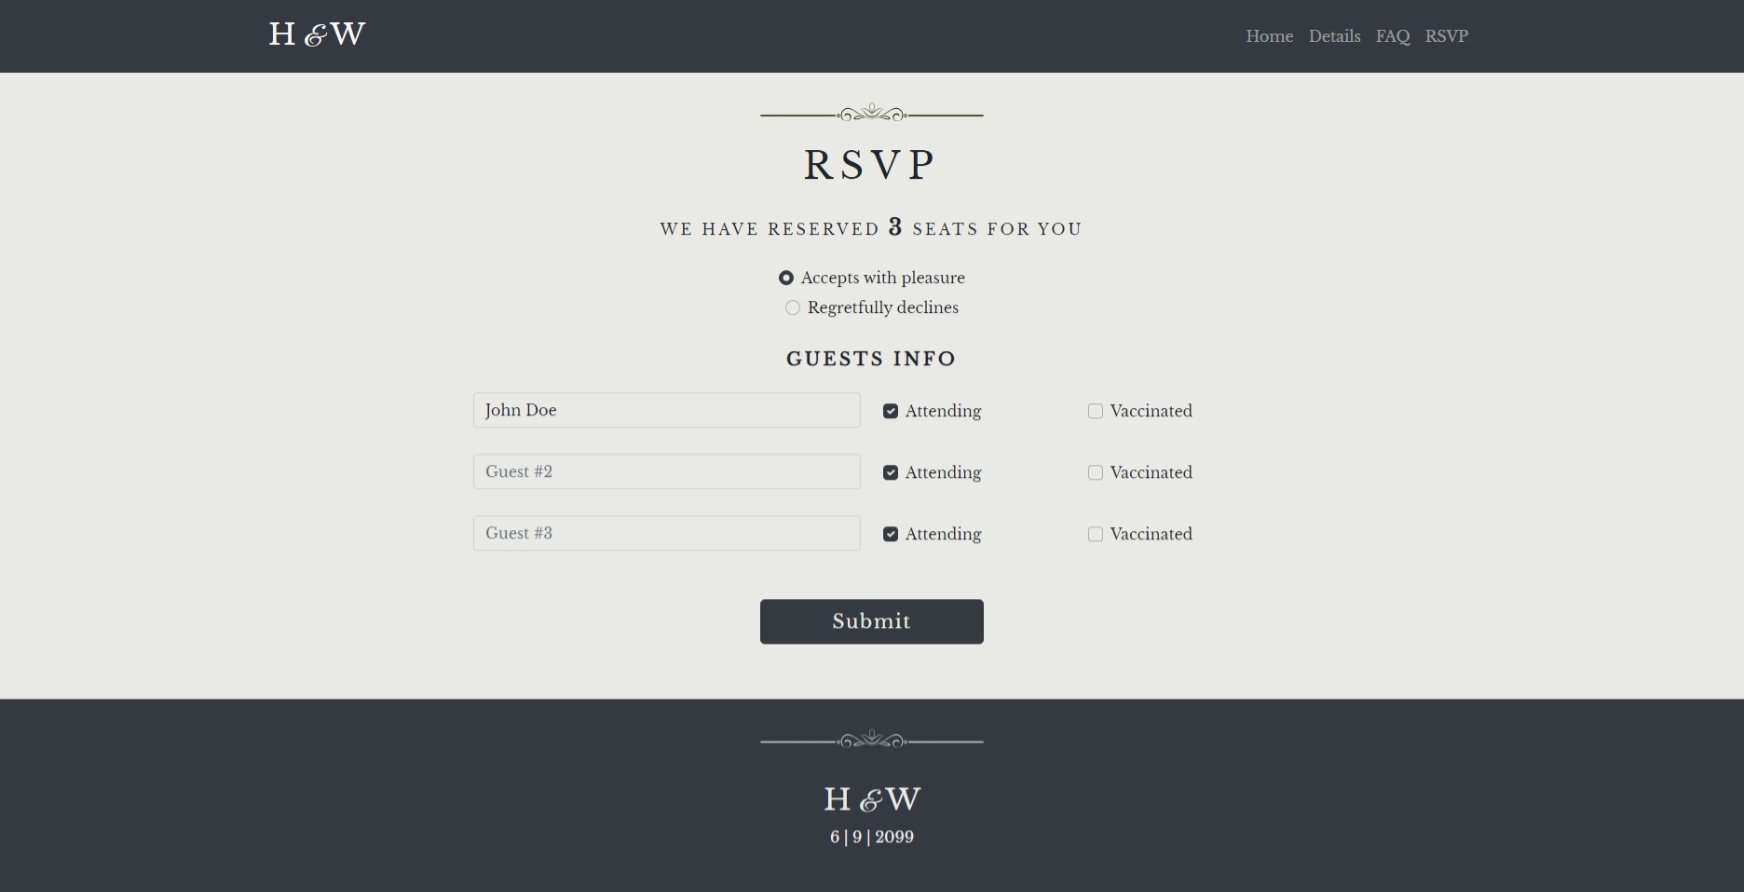 H & W
Home Details FAQ RSVP
RSVP
WE HAVE RESERVED 3 SEATS FOR YOU
Accepts with pleasure
Regretfully declines
GUESTS INFO
John Doe Attending Vaccinated
Guest #2 Attending Vaccinated
Guest #3 Attending Vaccinated
Submit
H & W
6 | 9 | 2099